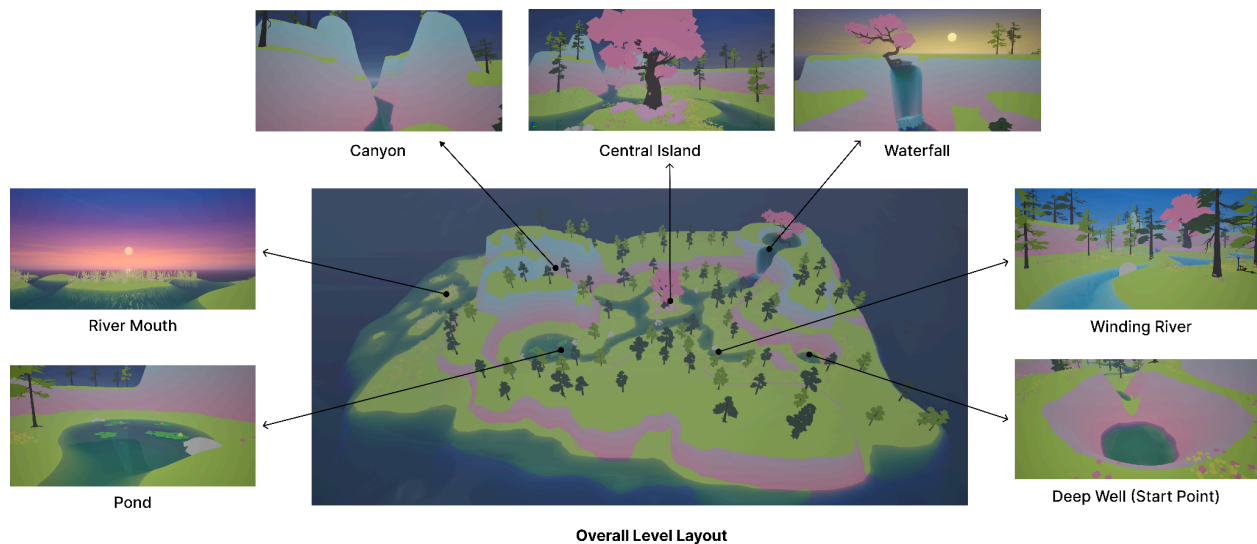 Canyon
Central Island
Waterfall
River Mouth
Winding River
Pond
Deep Well (Start Point)
Overall Level Layout